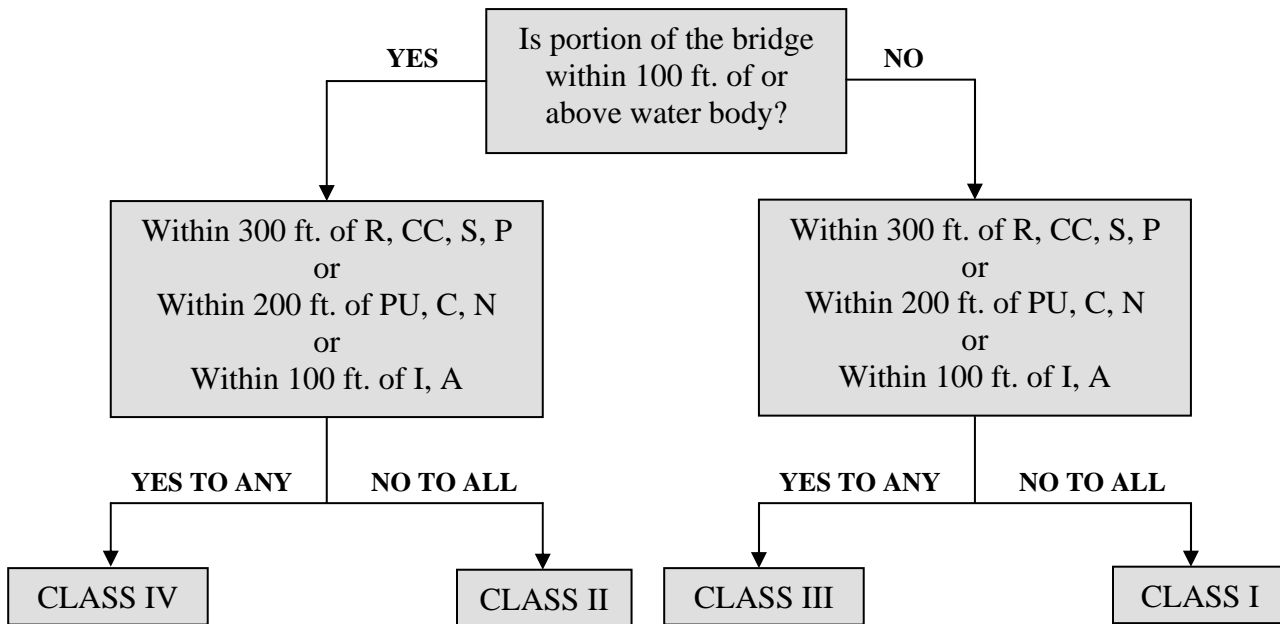 Is portion of the bridge
within 100 ft. of or
above water body?
YES
NO
Within 300 ft. of R, CC, S, P
or
Within 200 ft. of PU, C, N
or
Within 100 ft. of I, A
Within 300 ft. of R, CC, S, P
or
Within 200 ft. of PU, C, N
or
Within 100 ft. of I, A
YES TO ANY
NO TO ALL
YES TO ANY
NO TO ALL
CLASS IV
CLASS II
CLASS III
CLASS I